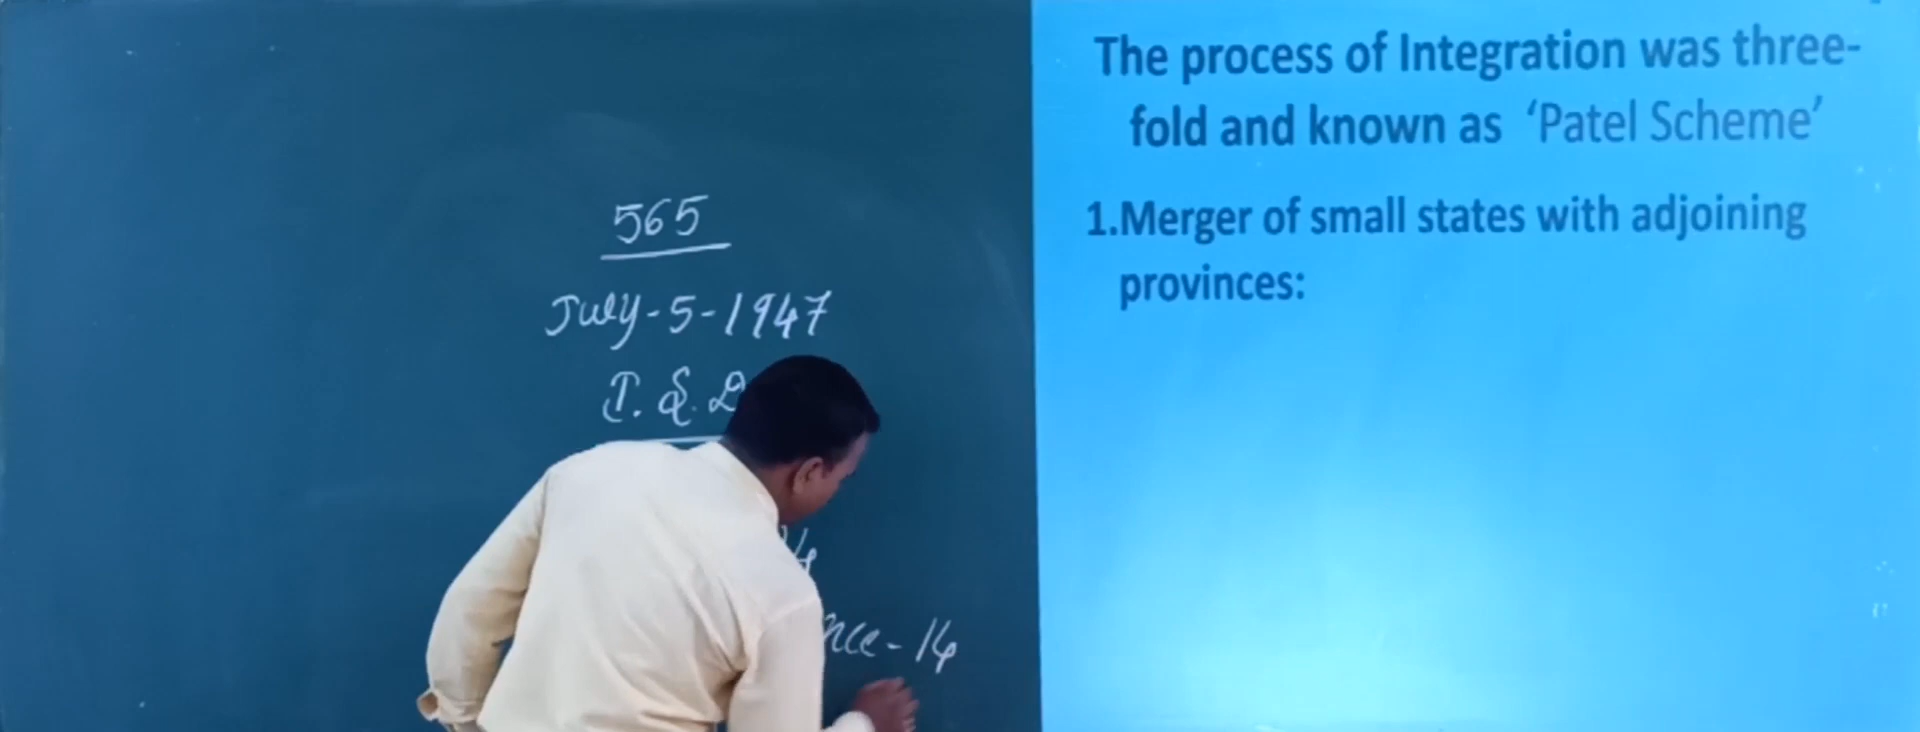 565
July-5-1947
The process of Integration was three-
fold and known as 'Patel Scheme'
1.Merger of small states with adjoining
provinces: